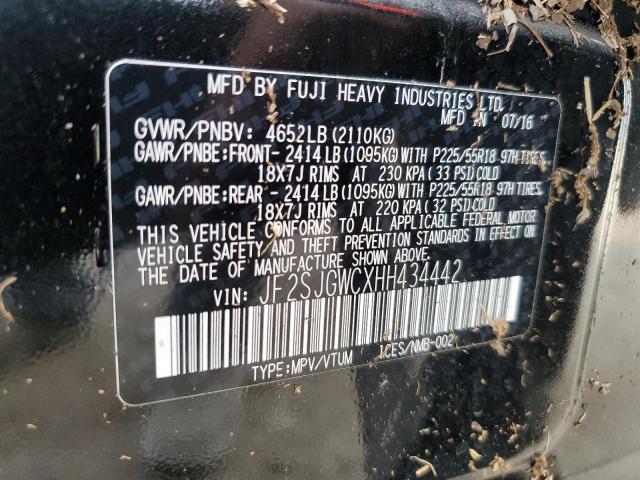 MFD BY FUJI HEAVY INDUSTRIES LTD.
MFD IN 07/16
GVWR/PNBV: 4652LB(2110KG)
GAWR/PNBE:FRONT-2414LB(1095KG)WITH P225/55R18 97H TIRES,
18X7J RIMS AT 230 KPA(33 PSI)COLD
GAWR/PNBE:REAR -2414LB(1095KG)WITH P225/55R18 97H TIRES,
18X7J RIMS AT 220 KPA(32 PSI)COLD
THIS VEHICLE CONFORMS TO ALL APPLICABLE FEDERAL MOTOR
VEHICLE SAFETY AND THEFT PREVENTION STANDARDS IN EFFECT ON
THE DATE OF MANUFACTURE SHOWN ABOVE.
VIN: JF2SJGWCXHH434442
TYPE:MPV/VTUM ICES/NMB-002